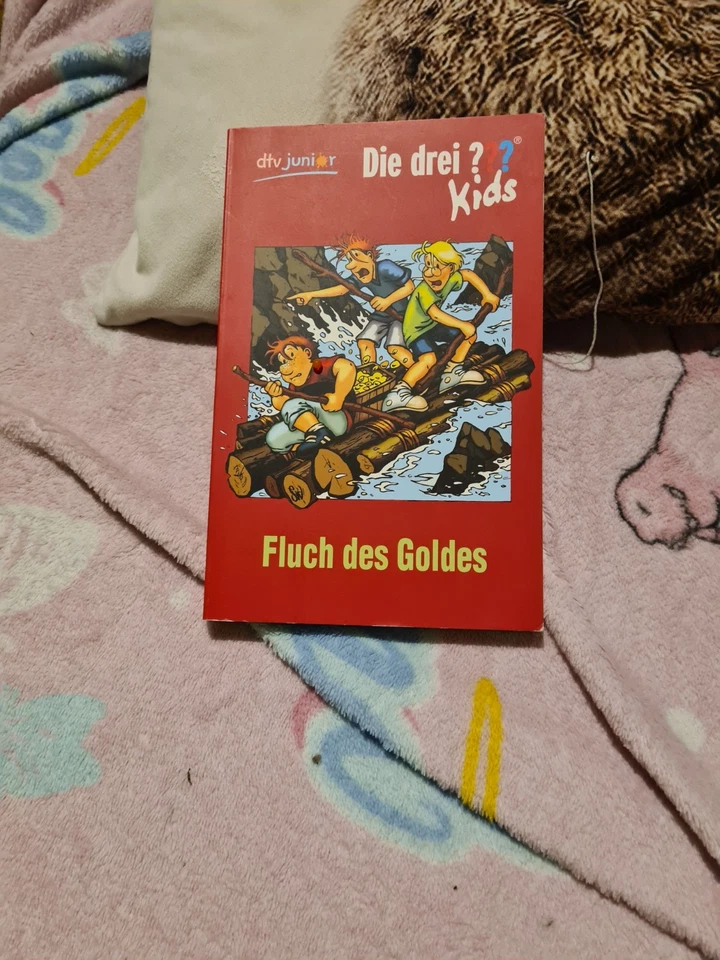 dtv junior
Die drei ???®
Kids
Fluch des Goldes